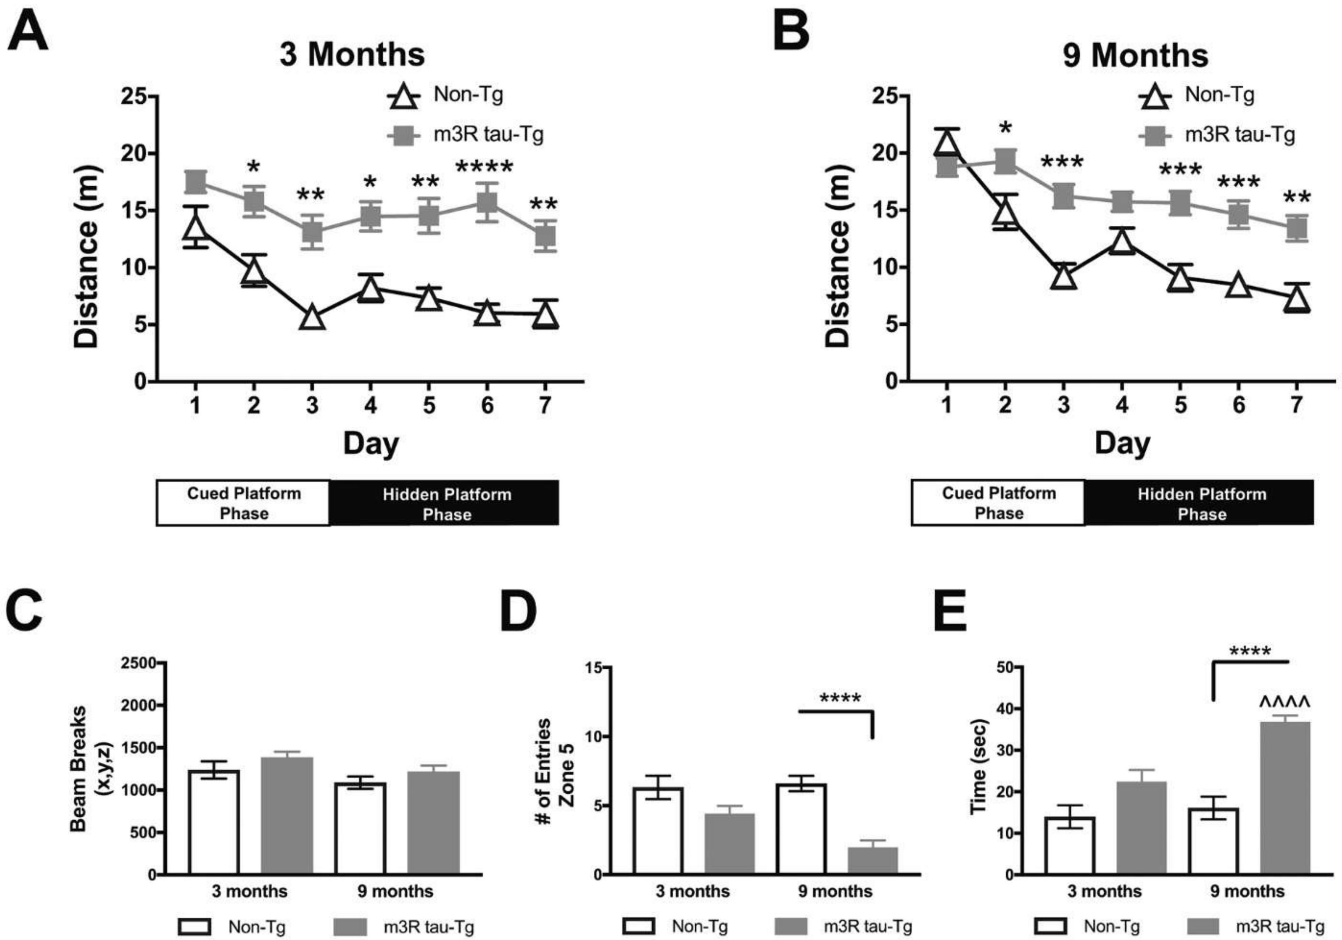 A
3 Months
Non-Tg
m3R tau-Tg
25
20
15
10
5
0
Distance (m)
*
**
*
**
****
**
1 2 3 4 5 6 7
Day
Cued Platform
Phase
Hidden Platform
Phase
B
9 Months
Non-Tg
m3R tau-Tg
25
20
15
10
5
0
Distance (m)
*
***
***
***
**
1 2 3 4 5 6 7
Day
Cued Platform
Phase
Hidden Platform
Phase
C
2500
2000
1500
1000
500
0
Beam Breaks
(x,y,z)
3 months 9 months
Non-Tg m3R tau-Tg
D
15
10
5
0
# of Entries
Zone 5
****
3 months 9 months
Non-Tg m3R tau-Tg
E
50
40
30
20
10
0
Time (sec)
****
^^^^
3 months 9 months
Non-Tg m3R tau-Tg